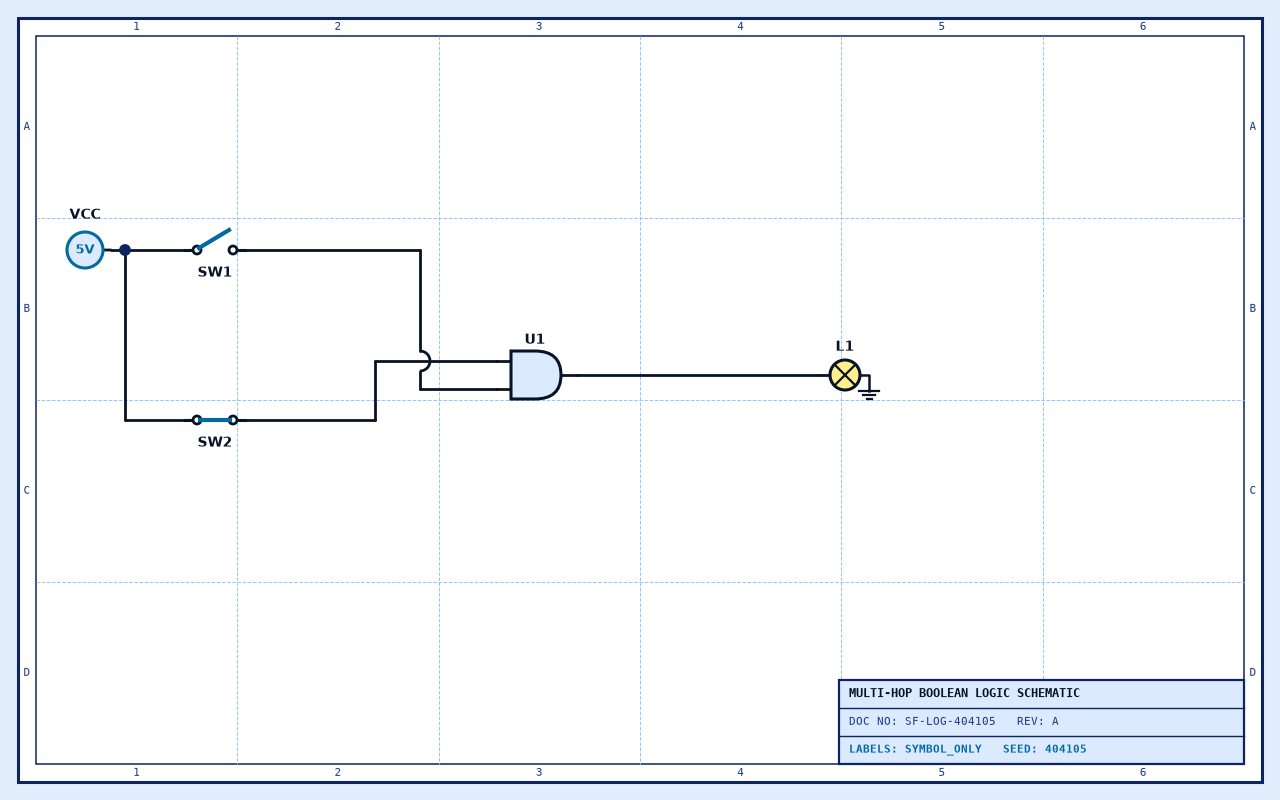 1 2 3 4 5 6
A A
VCC
5V
SW1
B B
U1
L1
SW2
C C
D D
MULTI-HOP BOOLEAN LOGIC SCHEMATIC
DOC NO: SF-LOG-404105 REV: A
LABELS: SYMBOL_ONLY SEED: 404105
1 2 3 4 5 6